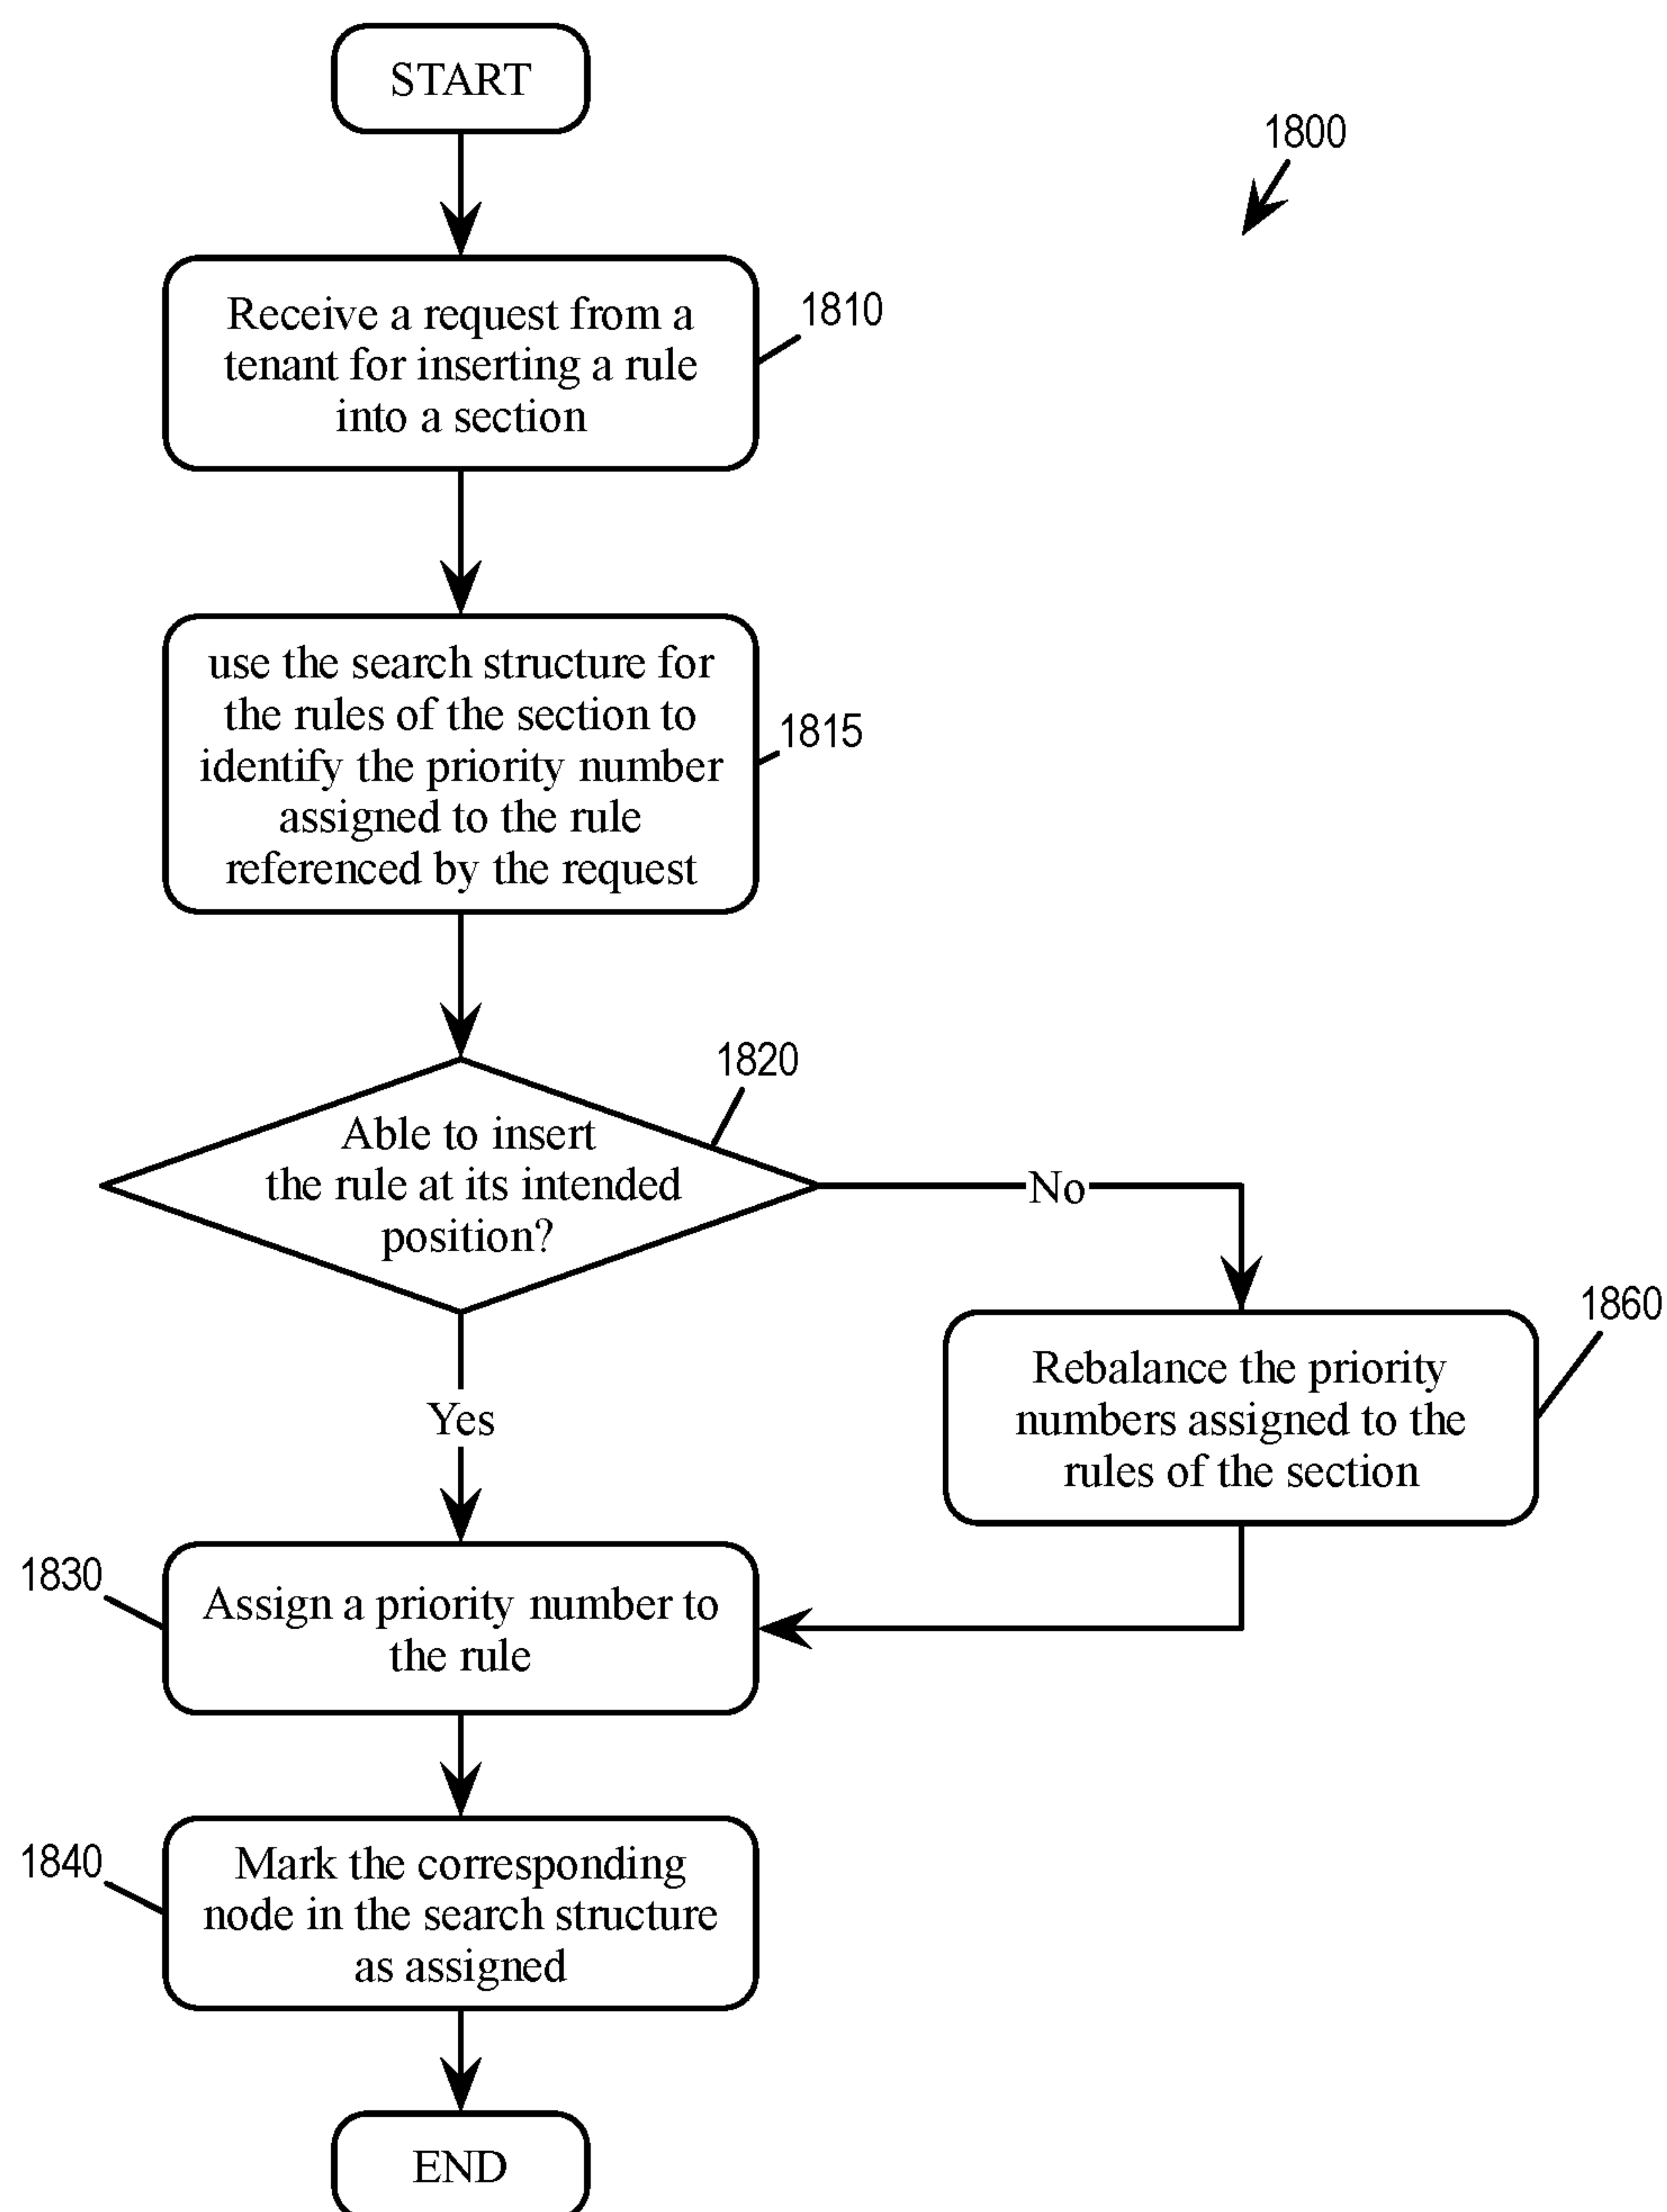 START
1800
Receive a request from a
tenant for inserting a rule
into a section
1810
use the search structure for
the rules of the section to
identify the priority number
assigned to the rule
referenced by the request
1815
Able to insert
the rule at its intended
position?
1820
No
Yes
Rebalance the priority
numbers assigned to the
rules of the section
1860
1830
Assign a priority number to
the rule
1840
Mark the corresponding
node in the search structure
as assigned
END